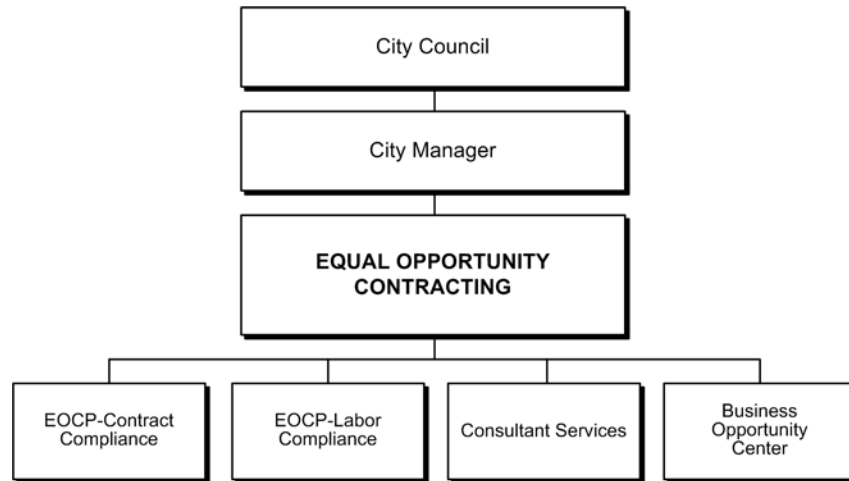 City Council
City Manager
EQUAL OPPORTUNITY
CONTRACTING
EOCP-Contract
Compliance
EOCP-Labor
Compliance
Consultant Services
Business
Opportunity
Center